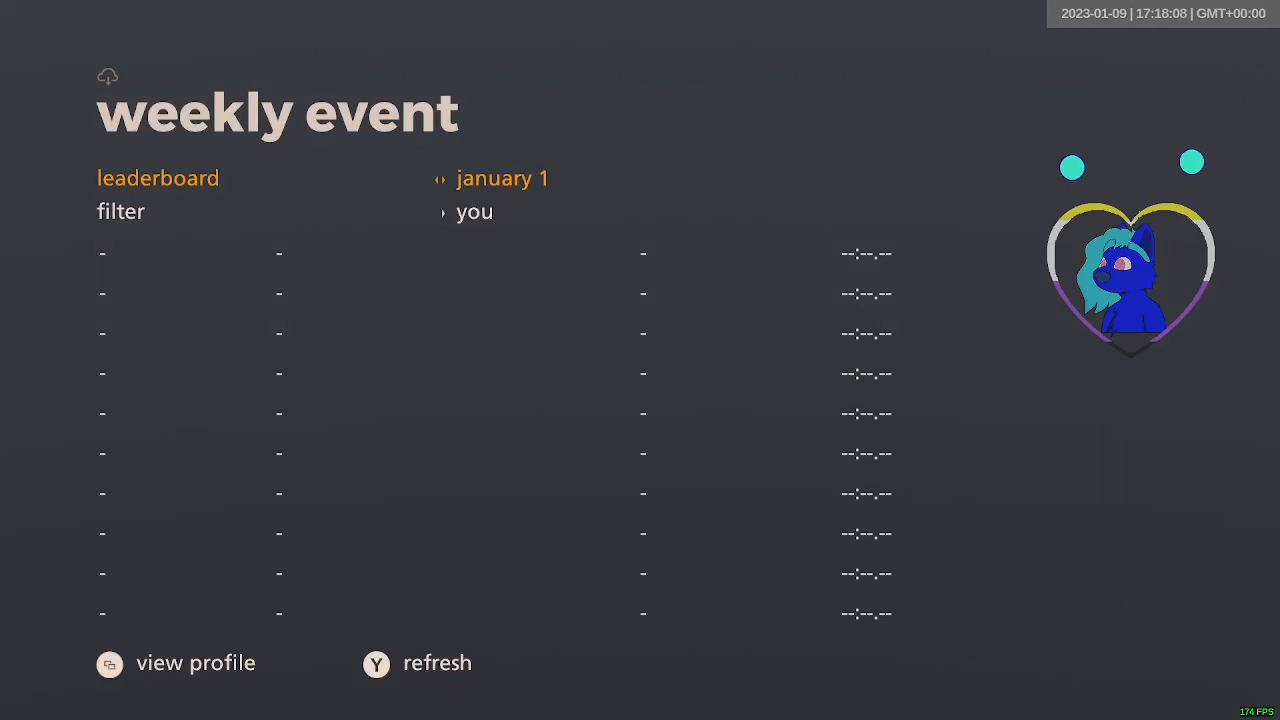 2023-01-09 | 17:18:08 | GMT+00:00
weekly event
leaderboard january 1
filter you
- - - --:--.--
- - - --:--.--
- - - --:--.--
- - - --:--.--
- - - --:--.--
- - - --:--.--
- - - --:--.--
- - - --:--.--
- - - --:--.--
- - - --:--.--
view profile Y refresh
174 FPS